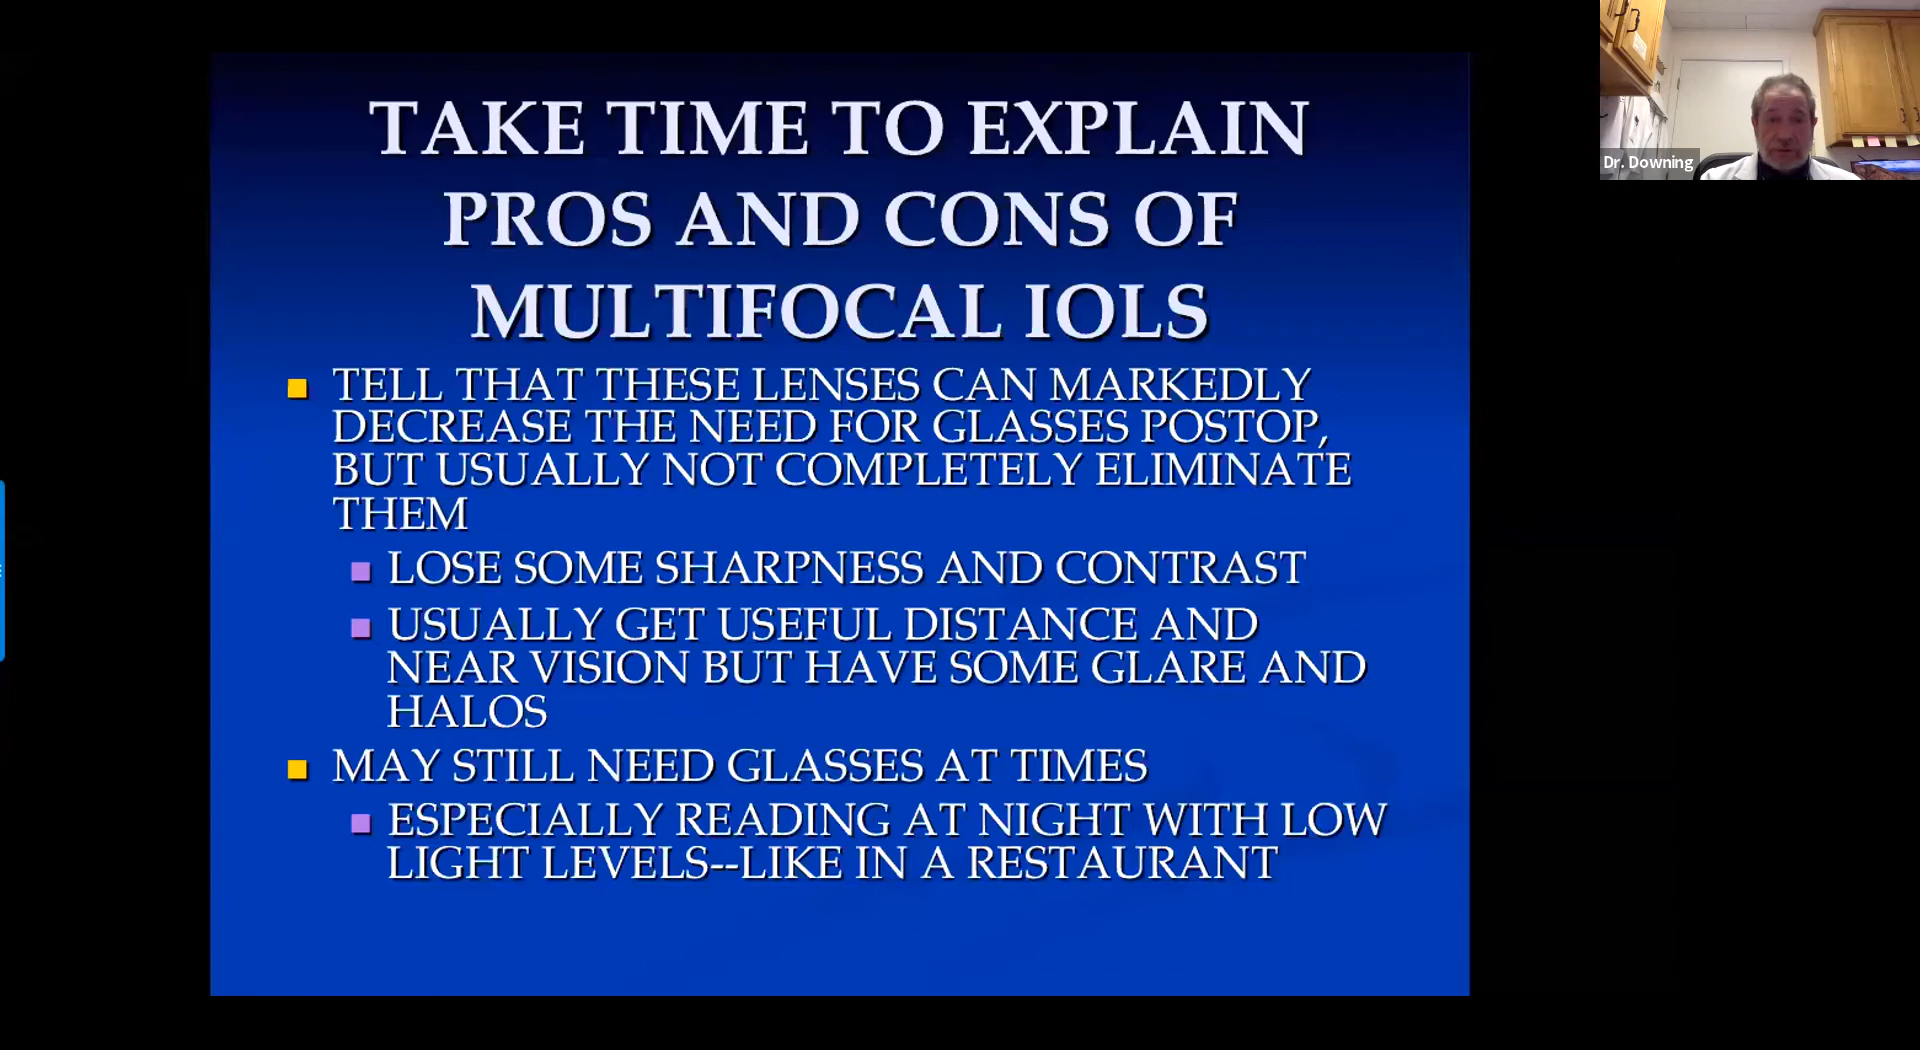 TAKE TIME TO EXPLAIN
PROS AND CONS OF
MULTIFOCAL IOLS
TELL THAT THESE LENSES CAN MARKEDLY
DECREASE THE NEED FOR GLASSES POSTOP,
BUT USUALLY NOT COMPLETELY ELIMINATE
THEM
LOSE SOME SHARPNESS AND CONTRAST
USUALLY GET USEFUL DISTANCE AND
NEAR VISION BUT HAVE SOME GLARE AND
HALOS
MAY STILL NEED GLASSES AT TIMES
ESPECIALLY READING AT NIGHT WITH LOW
LIGHT LEVELS--LIKE IN A RESTAURANT
Dr. Downing